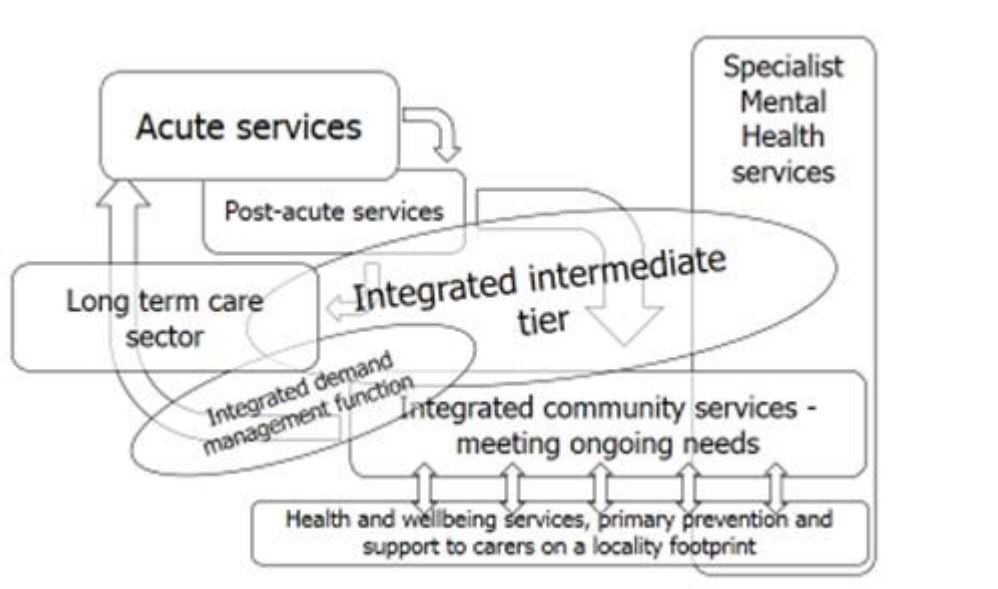 Specialist
Mental
Health
services
Acute services
Post-acute services
Integrated intermediate
tier
Long term care
sector
Integrated demand
management function
Integrated community services -
meeting ongoing needs
Health and wellbeing services, primary prevention and
support to carers on a locality footprint